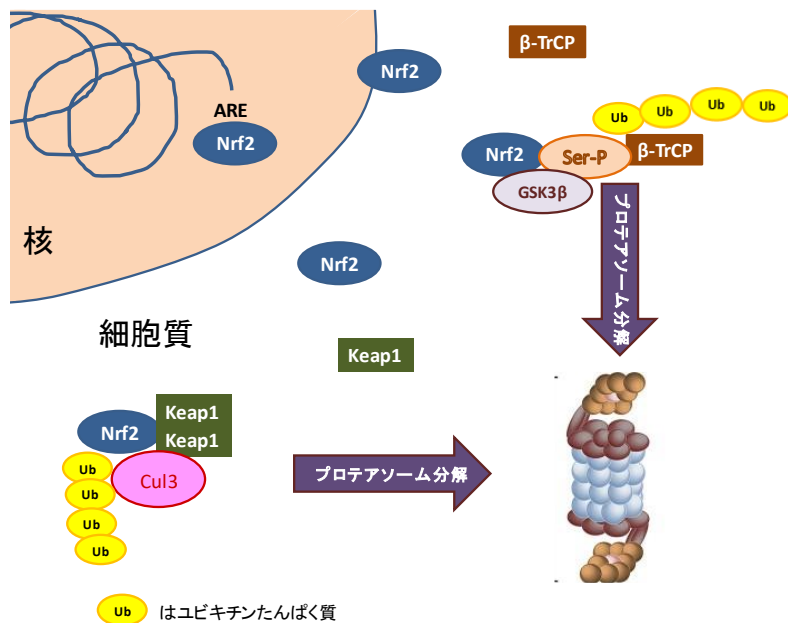 Nrf2
β-TrCP
ARE
Nrf2
Ub
Ub
Ub
Ub
Nrf2
Ser-P
β-TrCP
GSK3β
プロテアソーム分解
核
Nrf2
細胞質
Keap1
Nrf2
Keap1
Keap1
Cul3
Ub
Ub
Ub
Ub
プロテアソーム分解
Ub はユビキチンたんぱく質